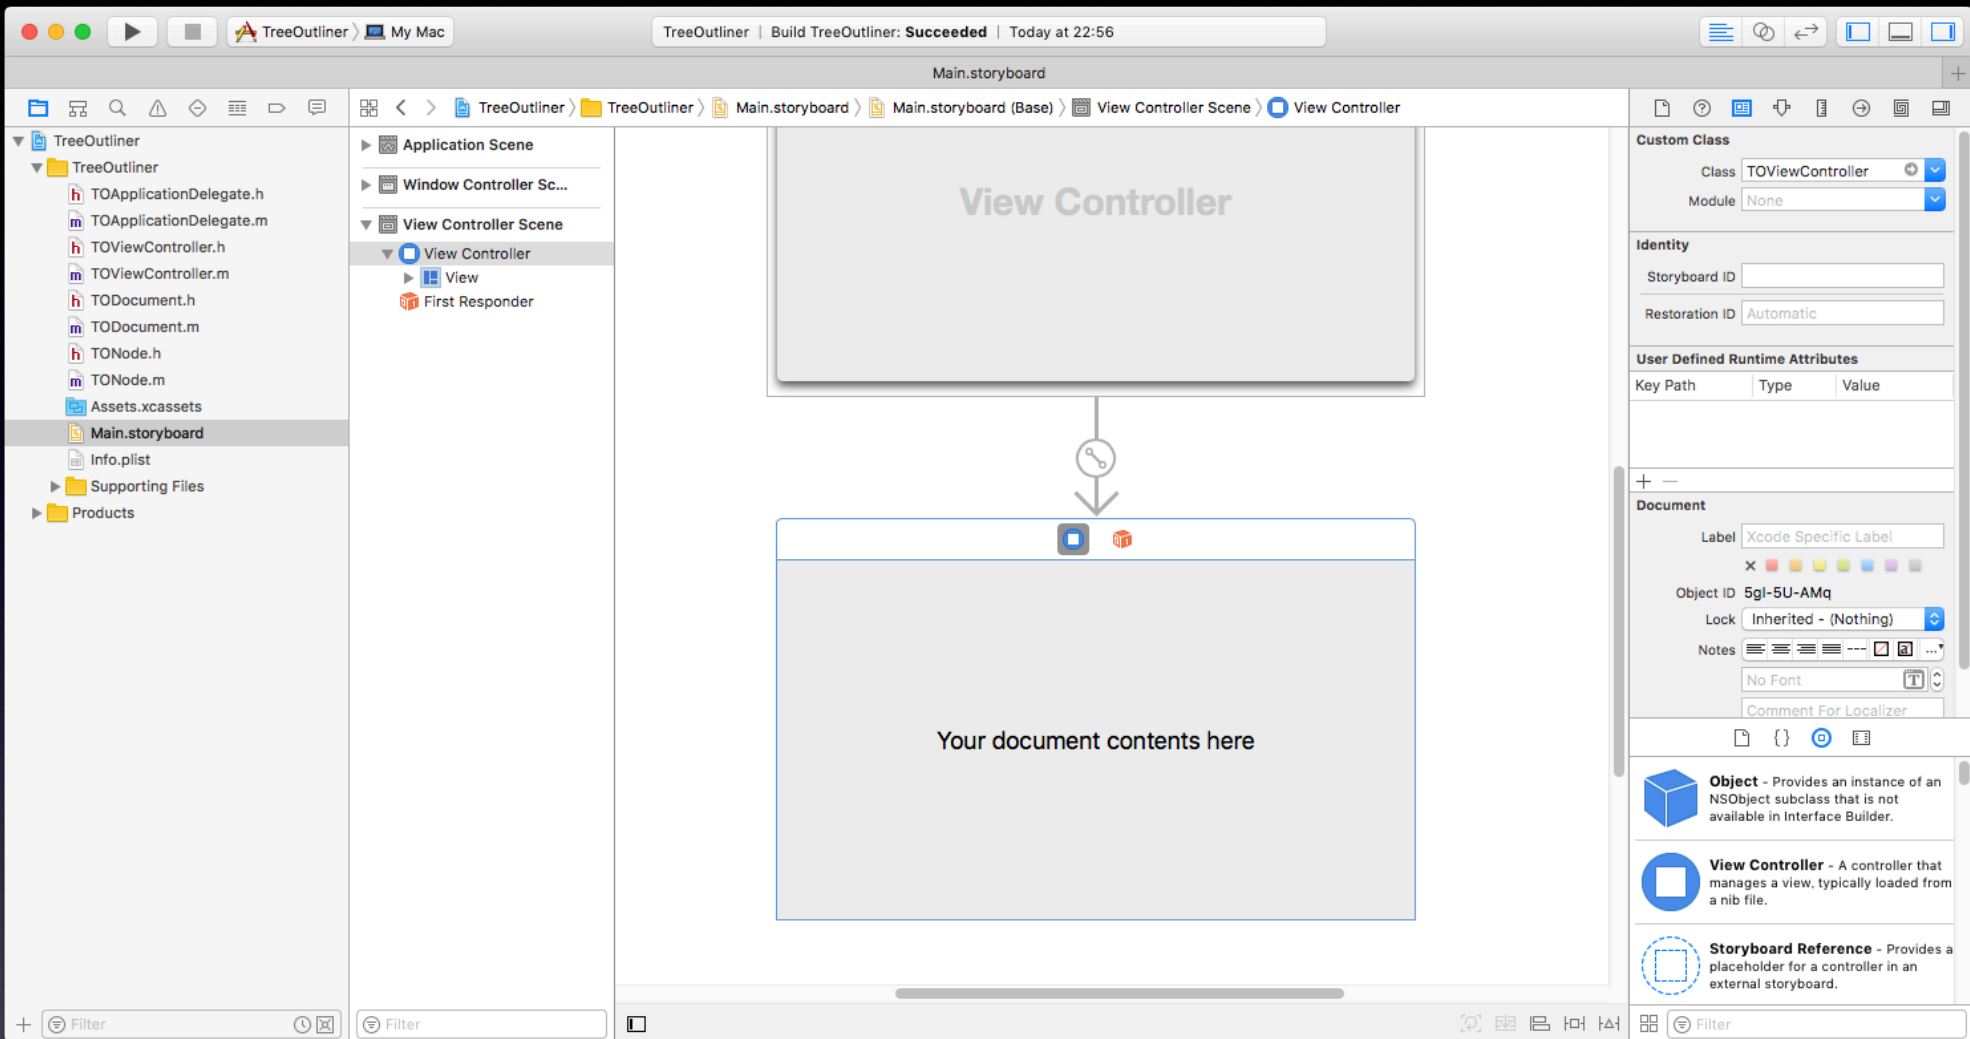 TreeOutliner
My Mac
TreeOutliner | Build TreeOutliner: Succeeded | Today at 22:56
Main.storyboard
TreeOutliner
TreeOutliner
Main.storyboard
Main.storyboard (Base)
View Controller Scene
View Controller
TreeOutliner
TreeOutliner
TOApplicationDelegate.h
TOApplicationDelegate.m
TOViewController.h
TOViewController.m
TODocument.h
TODocument.m
TONode.h
TONode.m
Assets.xcassets
Main.storyboard
Info.plist
Supporting Files
Products
Filter
Application Scene
Window Controller Sc...
View Controller Scene
View Controller
View
First Responder
Filter
View Controller
Your document contents here
Custom Class
Class TOViewController
Module None
Identity
Storyboard ID
Restoration ID Automatic
User Defined Runtime Attributes
Key Path Type Value
Document
Label Xcode Specific Label
Object ID 5gI-5U-AMq
Lock Inherited - (Nothing)
Notes
No Font
Comment For Localizer
Object - Provides an instance of an
NSObject subclass that is not
available in Interface Builder.
View Controller - A controller that
manages a view, typically loaded from
a nib file.
Storyboard Reference - Provides a
placeholder for a controller in an
external storyboard.
Filter